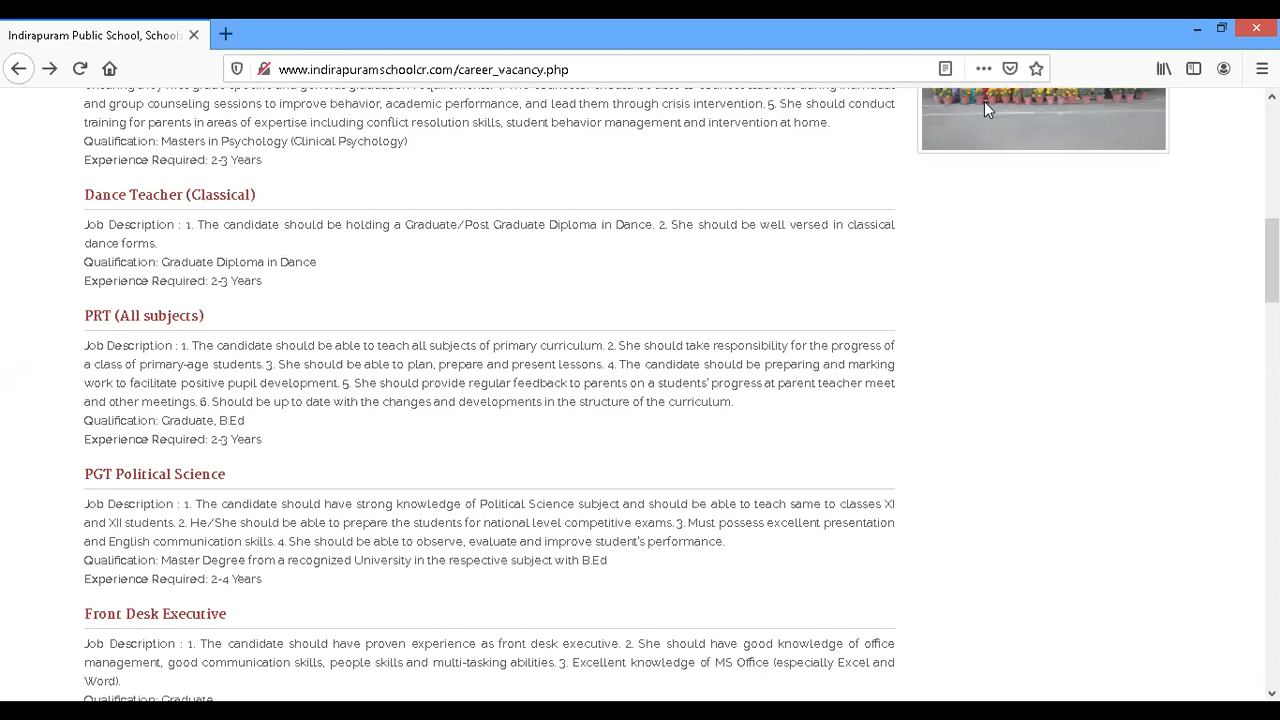 Indirapuram Public School, Schools
www.indirapuramschoolcr.com/career_vacancy.php
and group counseling sessions to improve behavior, academic performance, and lead them through crisis intervention. 5. She should conduct
training for parents in areas of expertise including conflict resolution skills, student behavior management and intervention at home.
Qualification: Masters in Psychology (Clinical Psychology)
Experience Required: 2-3 Years
Dance Teacher (Classical)
Job Description : 1. The candidate should be holding a Graduate/Post Graduate Diploma in Dance. 2. She should be well versed in classical
dance forms.
Qualification: Graduate Diploma in Dance
Experience Required: 2-3 Years
PRT (All subjects)
Job Description : 1. The candidate should be able to teach all subjects of primary curriculum. 2. She should take responsibility for the progress of
a class of primary-age students. 3. She should be able to plan, prepare and present lessons. 4. The candidate should be preparing and marking
work to facilitate positive pupil development. 5. She should provide regular feedback to parents on a students' progress at parent teacher meet
and other meetings. 6. Should be up to date with the changes and developments in the structure of the curriculum.
Qualification: Graduate, B.Ed
Experience Required: 2-3 Years
PGT Political Science
Job Description : 1. The candidate should have strong knowledge of Political Science subject and should be able to teach same to classes XI
and XII students. 2. He/She should be able to prepare the students for national level competitive exams. 3. Must possess excellent presentation
and English communication skills. 4. She should be able to observe, evaluate and improve student's performance.
Qualification: Master Degree from a recognized University in the respective subject with B.Ed
Experience Required: 2-4 Years
Front Desk Executive
Job Description : 1. The candidate should have proven experience as front desk executive. 2. She should have good knowledge of office
management, good communication skills, people skills and multi-tasking abilities. 3. Excellent knowledge of MS Office (especially Excel and
Word).
Qualification: Graduate